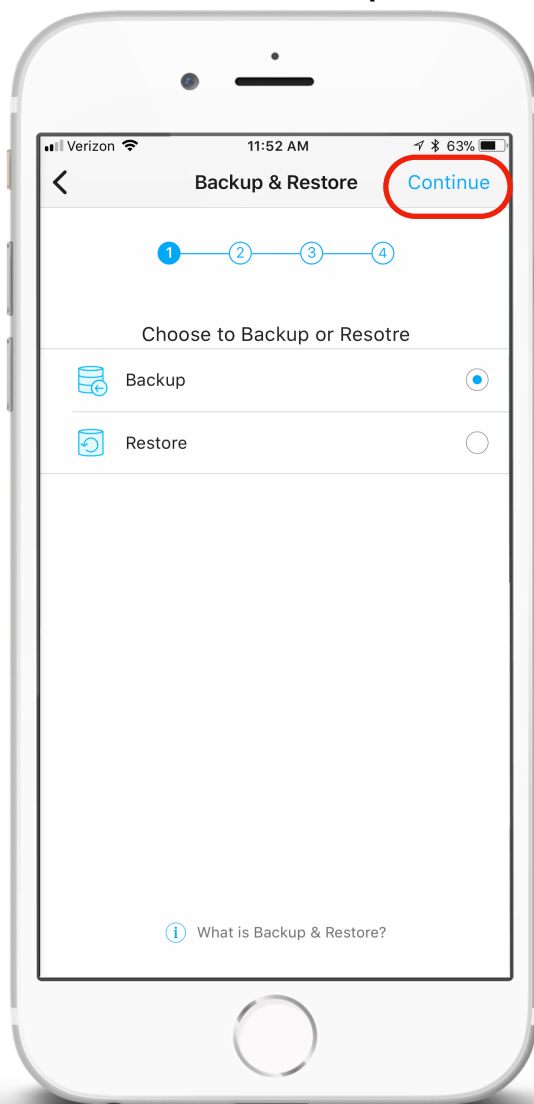 Verizon 11:52 AM 63%
Backup & Restore Continue
1 2 3 4
Choose to Backup or Resotre
Backup
Restore
i What is Backup & Restore?